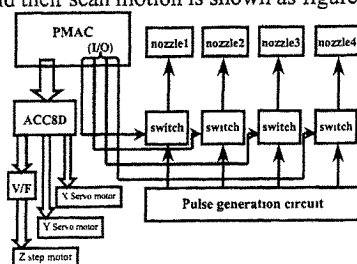 nd their scan motion is shown as figure
PMAC
(I/O)
nozzle1 nozzle2 nozzle3 nozzle4
ACC8D
switch switch switch switch
V/F
X Servo motor
Pulse generation circuit
Y Servo motor
Z step motor